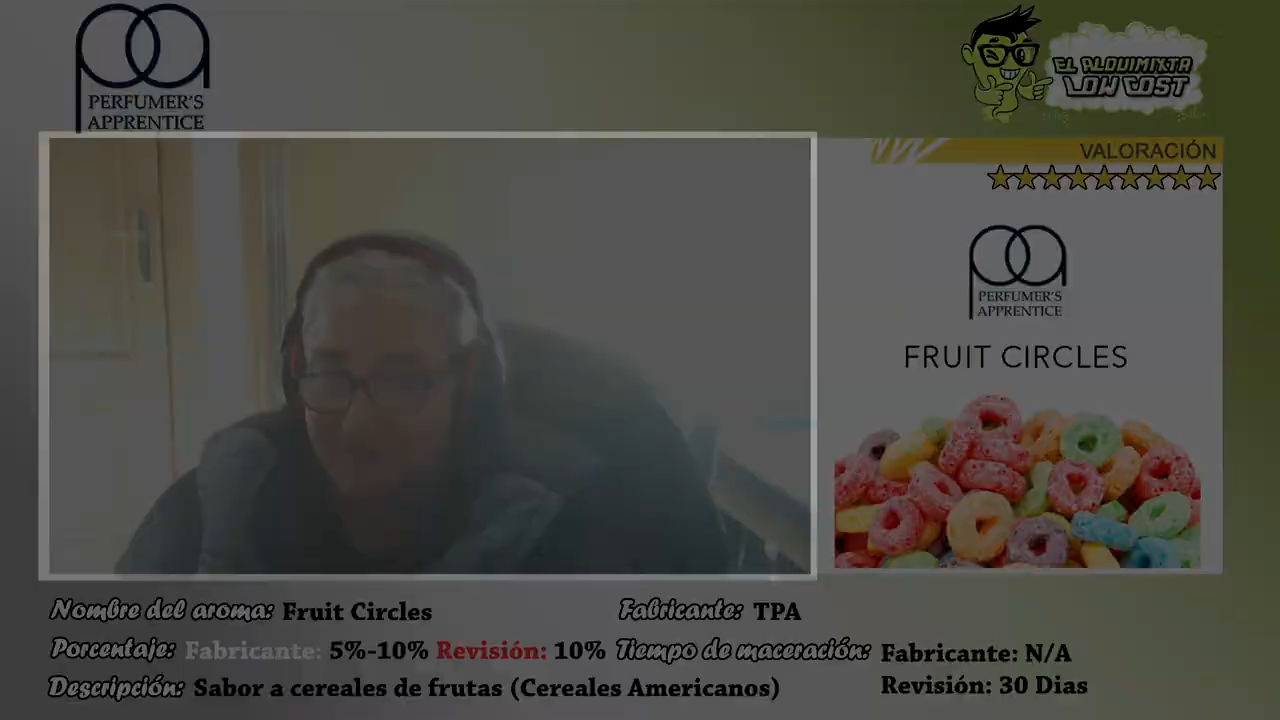 PERFUMER'S
APPRENTICE
EL ALQUIMIXTA
LOW COST
VALORACIÓN
PERFUMER'S
APPRENTICE
FRUIT CIRCLES
Nombre del aroma: Fruit Circles
Fabricante: TPA
Porcentaje: Fabricante: 5%-10% Revisión: 10%
Tiempo de maceración: Fabricante: N/A
Revisión: 30 Dias
Descripción: Sabor a cereales de frutas (Cereales Americanos)